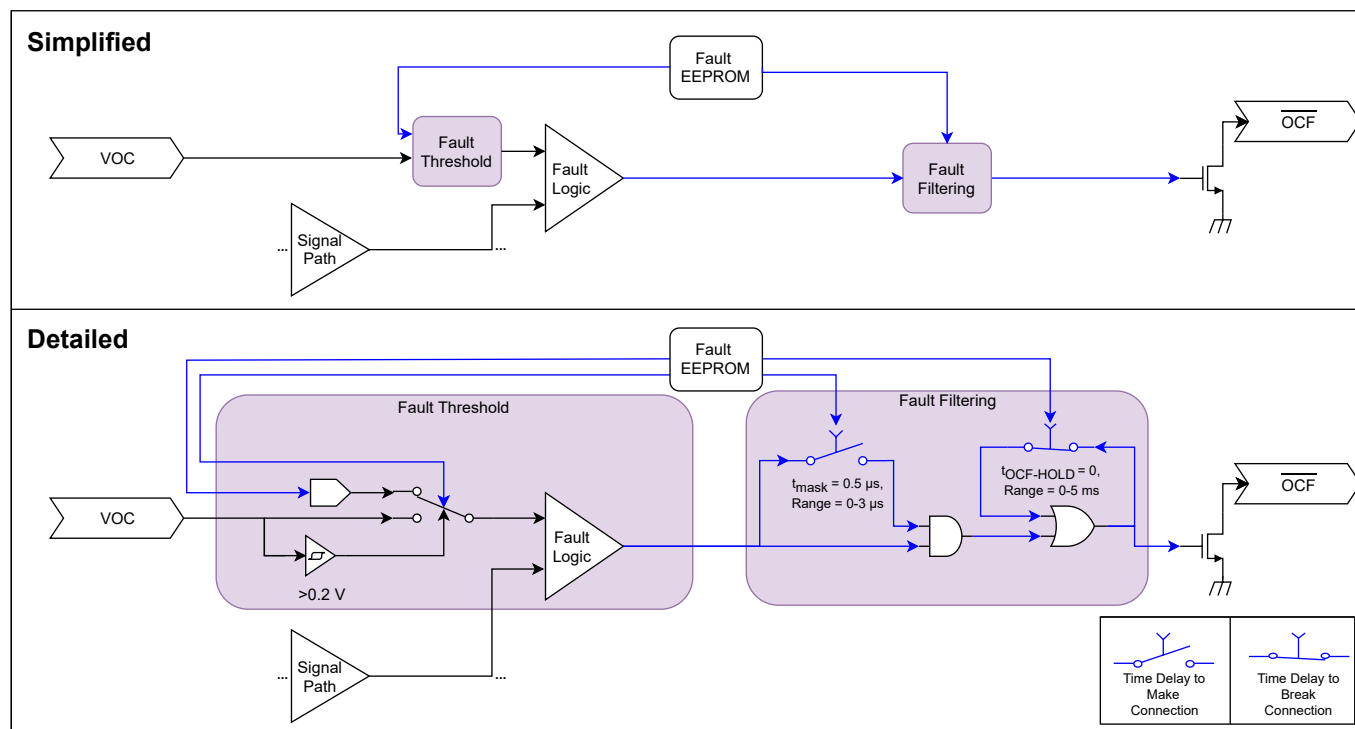 Simplified
Fault
EEPROM
OCF
VOC
Fault
Threshold
Fault
Logic
Fault
Filtering
Signal
Path
...
...
Detailed
Fault
EEPROM
Fault Threshold
Fault Filtering
tmask = 0.5 µs,
Range = 0-3 µs
tOCF-HOLD = 0,
Range = 0-5 ms
OCF
VOC
Fault
Logic
>0.2 V
Signal
Path
...
...
Time Delay to
Make
Connection
Time Delay to
Break
Connection